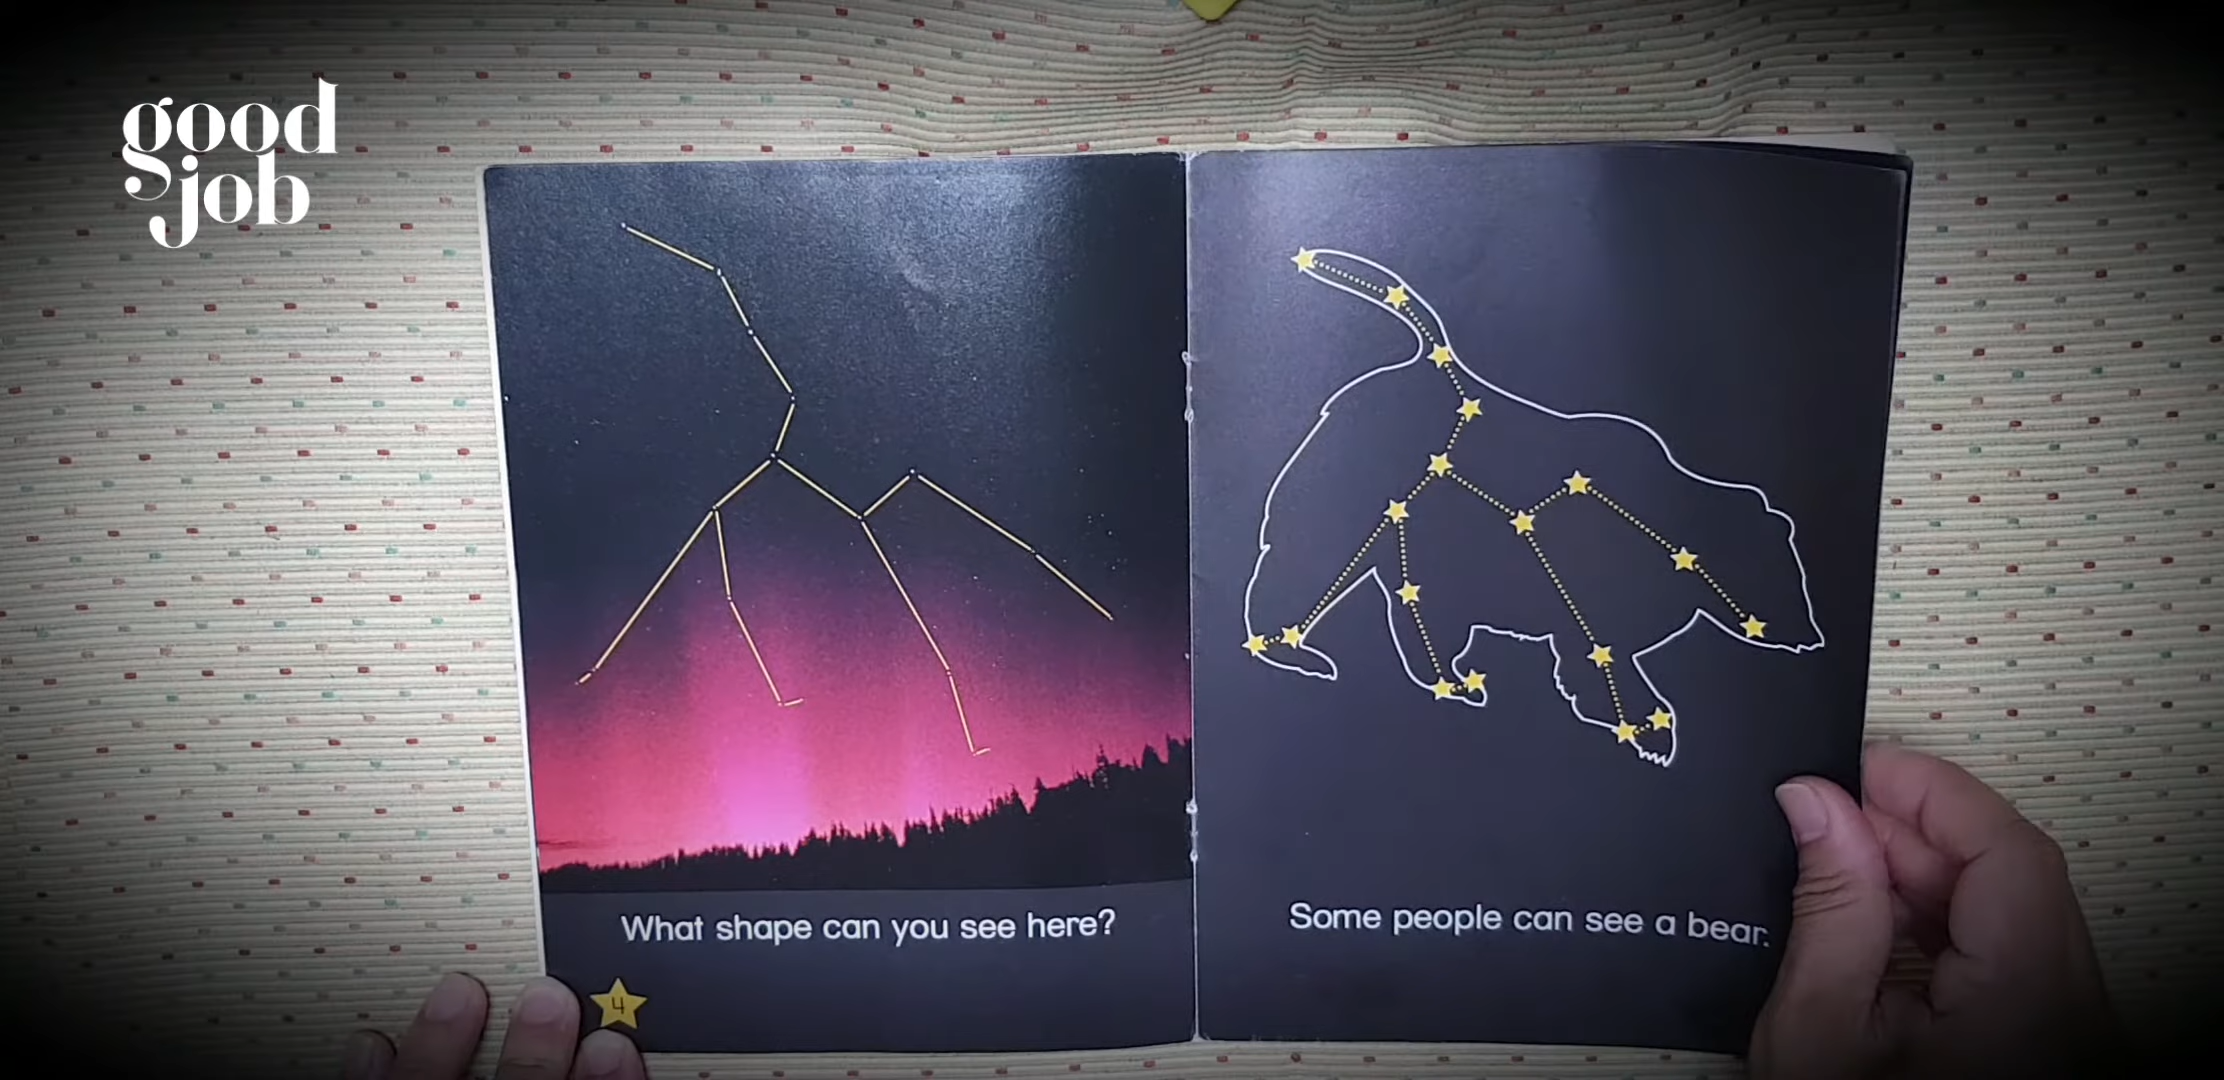 good
job
What shape can you see here?
4
Some people can see a bear.